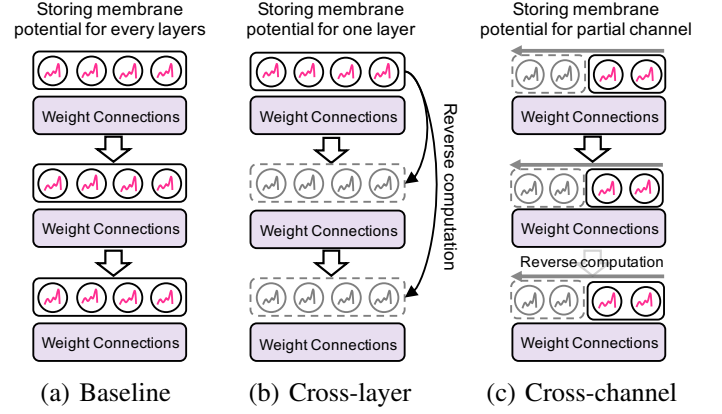 Storing membrane
potential for every layers
Weight Connections
Weight Connections
Weight Connections
(a) Baseline
Storing membrane
potential for one layer
Weight Connections
Weight Connections
Weight Connections
Reverse computation
(b) Cross-layer
Storing membrane
potential for partial channel
Weight Connections
Weight Connections
Reverse computation
Weight Connections
(c) Cross-channel